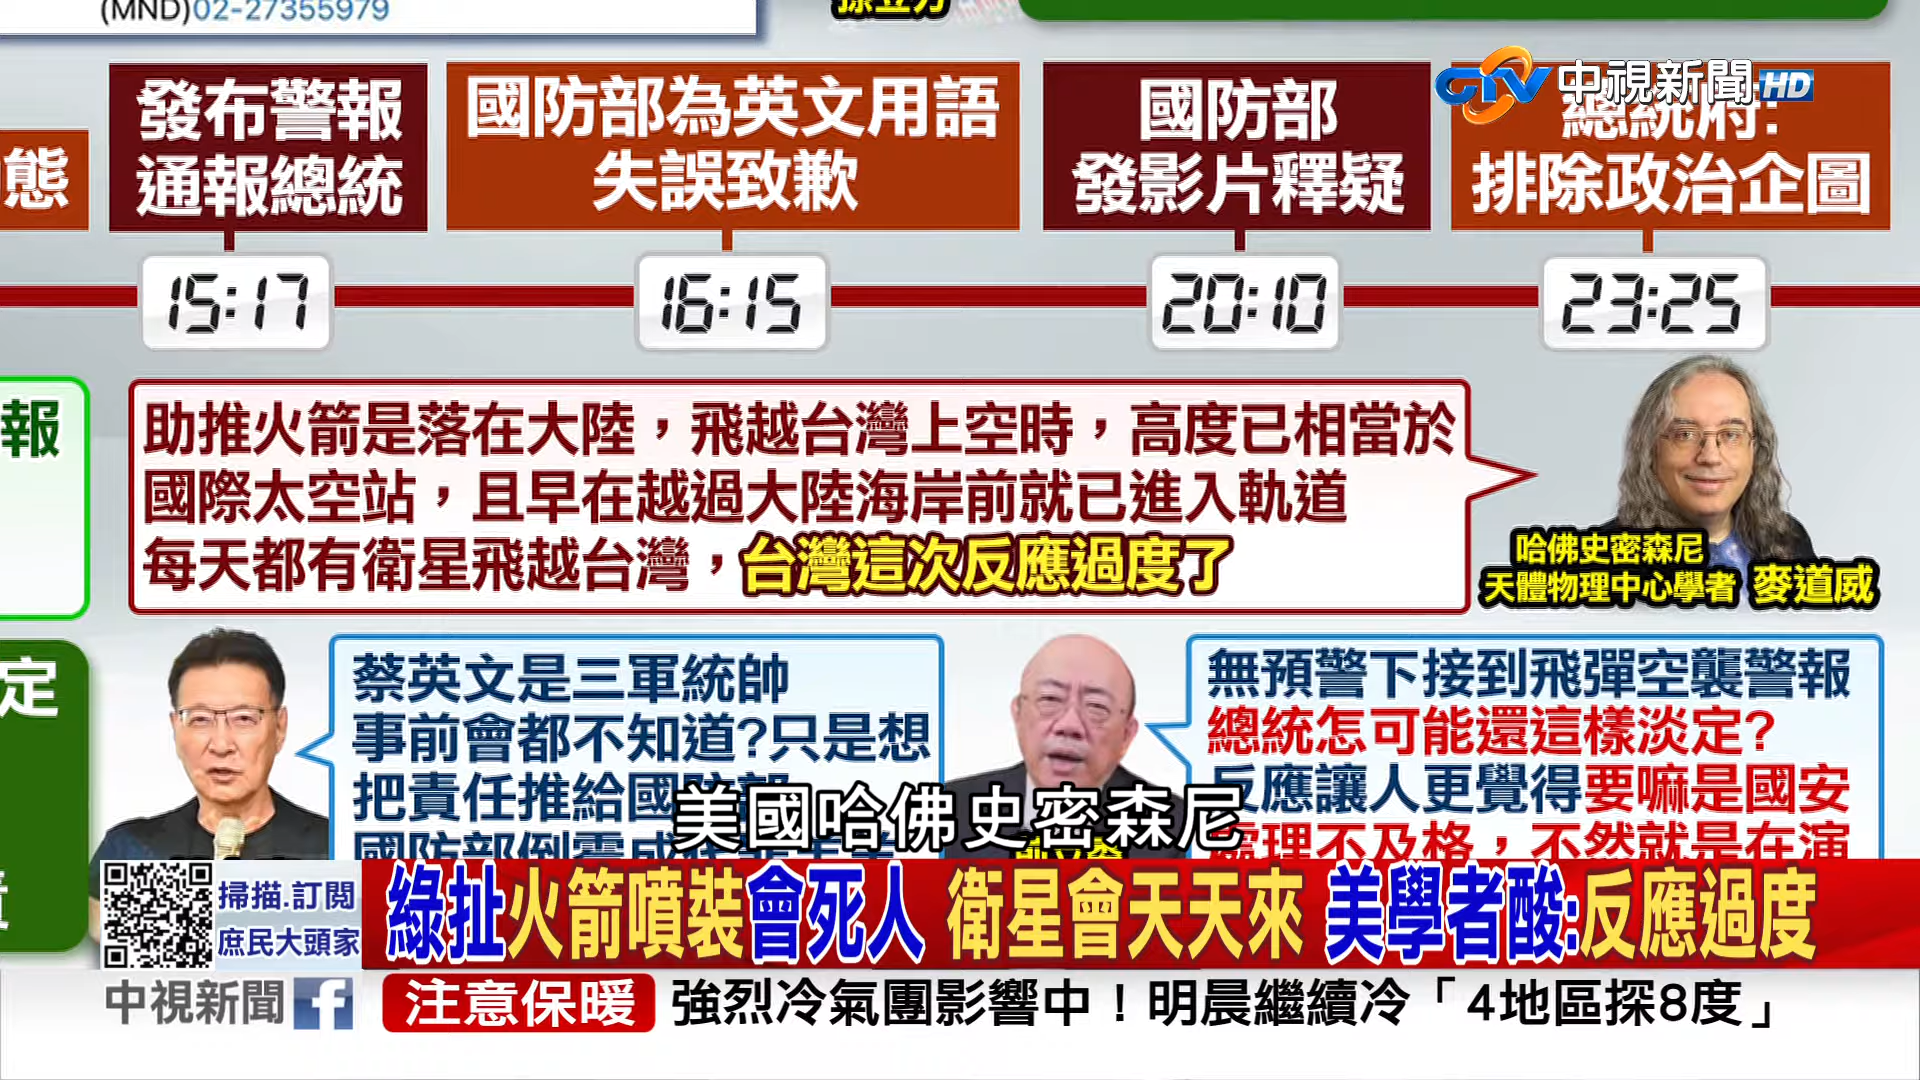 (MND)02-27355979
中視新聞HD
發布警報
通報總統
國防部為英文用語
失誤致歉
國防部
發影片釋疑
總統府:
排除政治企圖
態
15:17
16:15
20:10
23:25
報
助推火箭是落在大陸，飛越台灣上空時，高度已相當於
國際太空站，且早在越過大陸海岸前就已進入軌道
每天都有衛星飛越台灣，台灣這次反應過度了
哈佛史密森尼
天體物理中心學者 麥道威
定
蔡英文是三軍統帥
事前會都不知道?只是想
把責任推給國防部
無預警下接到飛彈空襲警報
總統怎可能還這樣淡定?
反應讓人更覺得要嘛是國安
處理不及格，不然就是在演
美國哈佛史密森尼
掃描.訂閱
庶民大頭家
綠扯火箭噴裝會死人 衛星會天天來 美學者酸:反應過度
中視新聞
注意保暖 強烈冷氣團影響中！明晨繼續冷「4地區探8度」